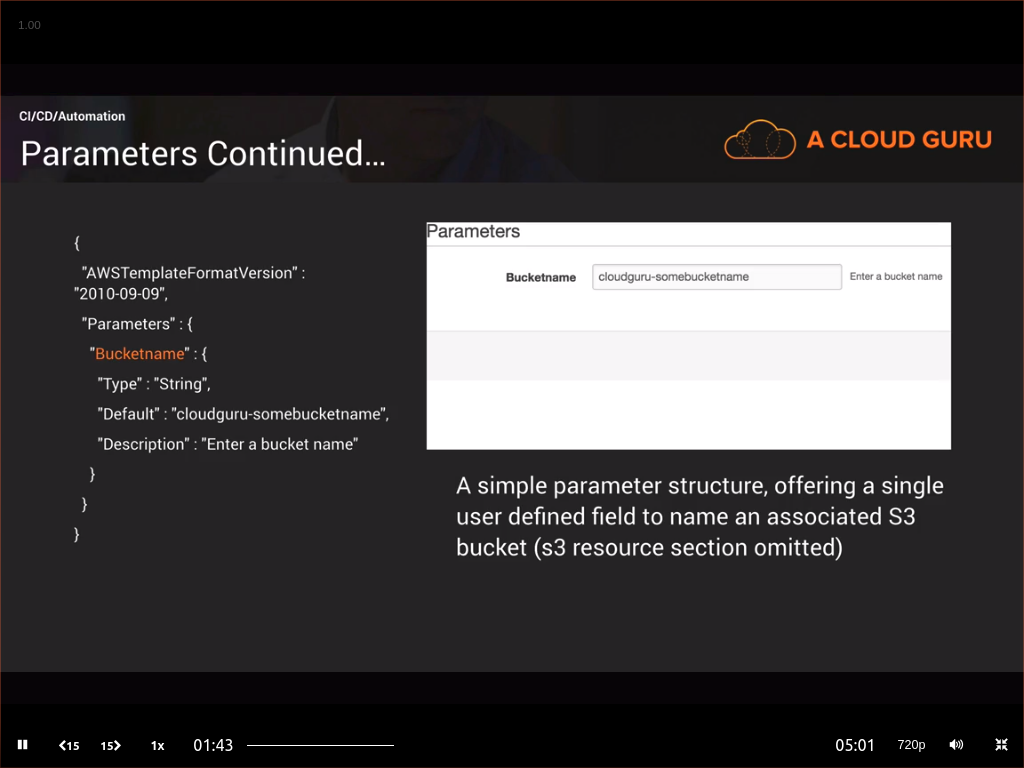 1.00
CI/CD/Automation
Parameters Continued...
A CLOUD GURU
{
"AWSTemplateFormatVersion" :
"2010-09-09",
"Parameters" : {
"Bucketname" : {
"Type" : "String",
"Default" : "cloudguru-somebucketname",
"Description" : "Enter a bucket name"
}
}
}
Parameters
Bucketname cloudguru-somebucketname Enter a bucket name
A simple parameter structure, offering a single
user defined field to name an associated S3
bucket (s3 resource section omitted)
15 15 1x 01:43 05:01 720p